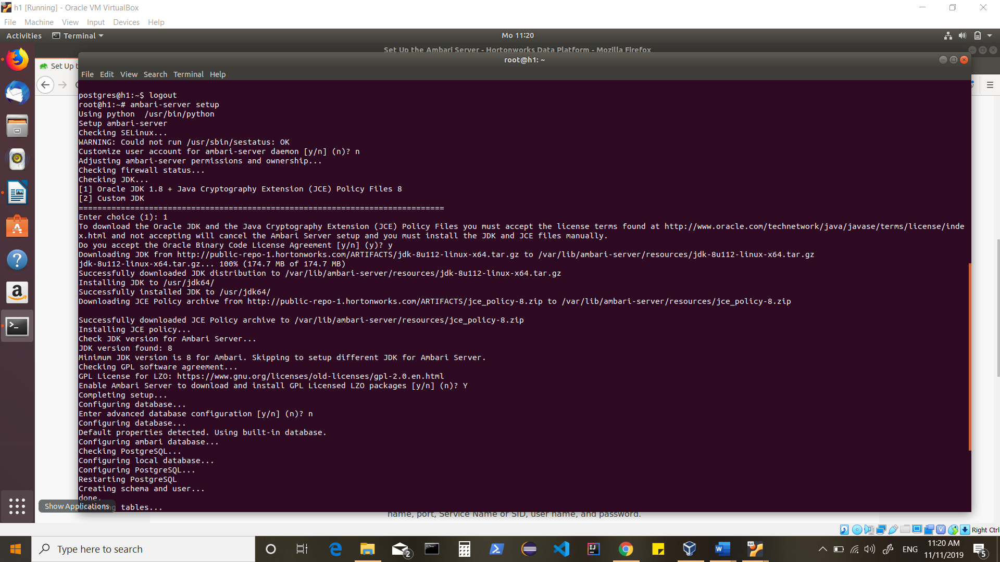 h1 [Running] - Oracle VM VirtualBox
File Machine View Input Devices Help
Activities Terminal Mo 11:20
Set Up the Ambari Server - Hortonworks Data Platform - Mozilla Firefox
root@h1: ~
Set Up t
File Edit View Search Terminal Help
postgres@h1:~$ logout
root@h1:~# ambari-server setup
Using python  /usr/bin/python
Setup ambari-server
Checking SELinux...
WARNING: Could not run /usr/sbin/sestatus: OK
Customize user account for ambari-server daemon [y/n] (n)? n
Adjusting ambari-server permissions and ownership...
Checking firewall status...
Checking JDK...
[1] Oracle JDK 1.8 + Java Cryptography Extension (JCE) Policy Files 8
[2] Custom JDK
==============================================================================
Enter choice (1): 1
To download the Oracle JDK and the Java Cryptography Extension (JCE) Policy Files you must accept the license terms found at http://www.oracle.com/technetwork/java/javase/terms/license/inde
x.html and not accepting will cancel the Ambari Server setup and you must install the JDK and JCE files manually.
Do you accept the Oracle Binary Code License Agreement [y/n] (y)? y
Downloading JDK from http://public-repo-1.hortonworks.com/ARTIFACTS/jdk-8u112-linux-x64.tar.gz to /var/lib/ambari-server/resources/jdk-8u112-linux-x64.tar.gz
jdk-8u112-linux-x64.tar.gz... 100% (174.7 MB of 174.7 MB)
Successfully downloaded JDK distribution to /var/lib/ambari-server/resources/jdk-8u112-linux-x64.tar.gz
Installing JDK to /usr/jdk64/
Successfully installed JDK to /usr/jdk64/
Downloading JCE Policy archive from http://public-repo-1.hortonworks.com/ARTIFACTS/jce_policy-8.zip to /var/lib/ambari-server/resources/jce_policy-8.zip
Successfully downloaded JCE Policy archive to /var/lib/ambari-server/resources/jce_policy-8.zip
Installing JCE policy...
Check JDK version for Ambari Server...
JDK version found: 8
Minimum JDK version is 8 for Ambari. Skipping to setup different JDK for Ambari Server.
Checking GPL software agreement...
GPL License for LZO: https://www.gnu.org/licenses/old-licenses/gpl-2.0.en.html
Enable Ambari Server to download and install GPL Licensed LZO packages [y/n] (n)? Y
Completing setup...
Configuring database...
Enter advanced database configuration [y/n] (n)? n
Configuring database...
Default properties detected. Using built-in database.
Configuring ambari database...
Checking PostgreSQL...
Configuring local database...
Configuring PostgreSQL...
Restarting PostgreSQL
Creating schema and user...
done.
Show Applications
tables...
name, port, Service Name or SID, user name, and password.
Right Ctrl
Type here to search
2
ENG
11:20 AM
11/11/2019
5